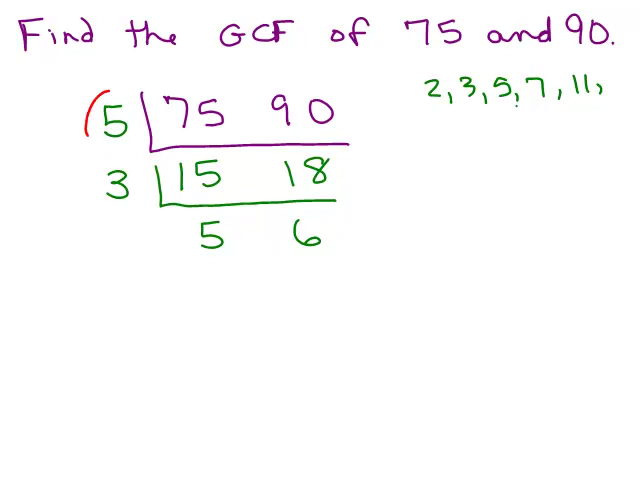 Find the GCF of 75 and 90.
2, 3, 5, 7, 11,
5 75 90
3 15 18
5 6